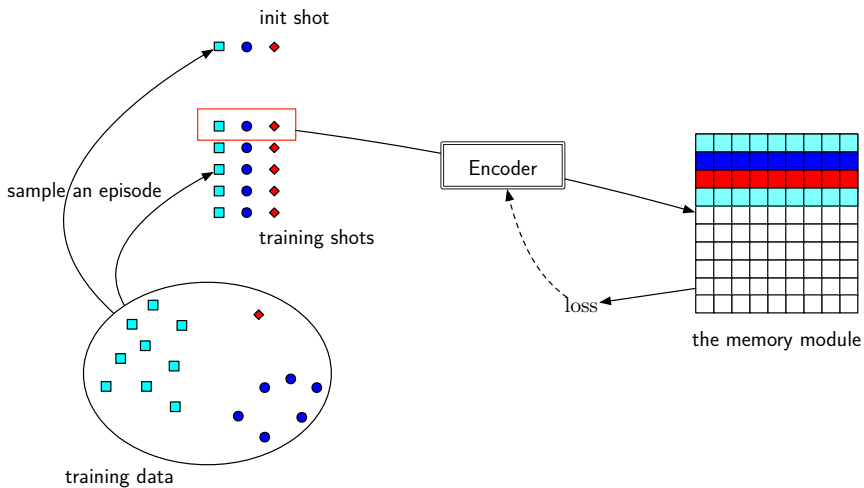 init shot
sample an episode
training shots
Encoder
loss
the memory module
training data